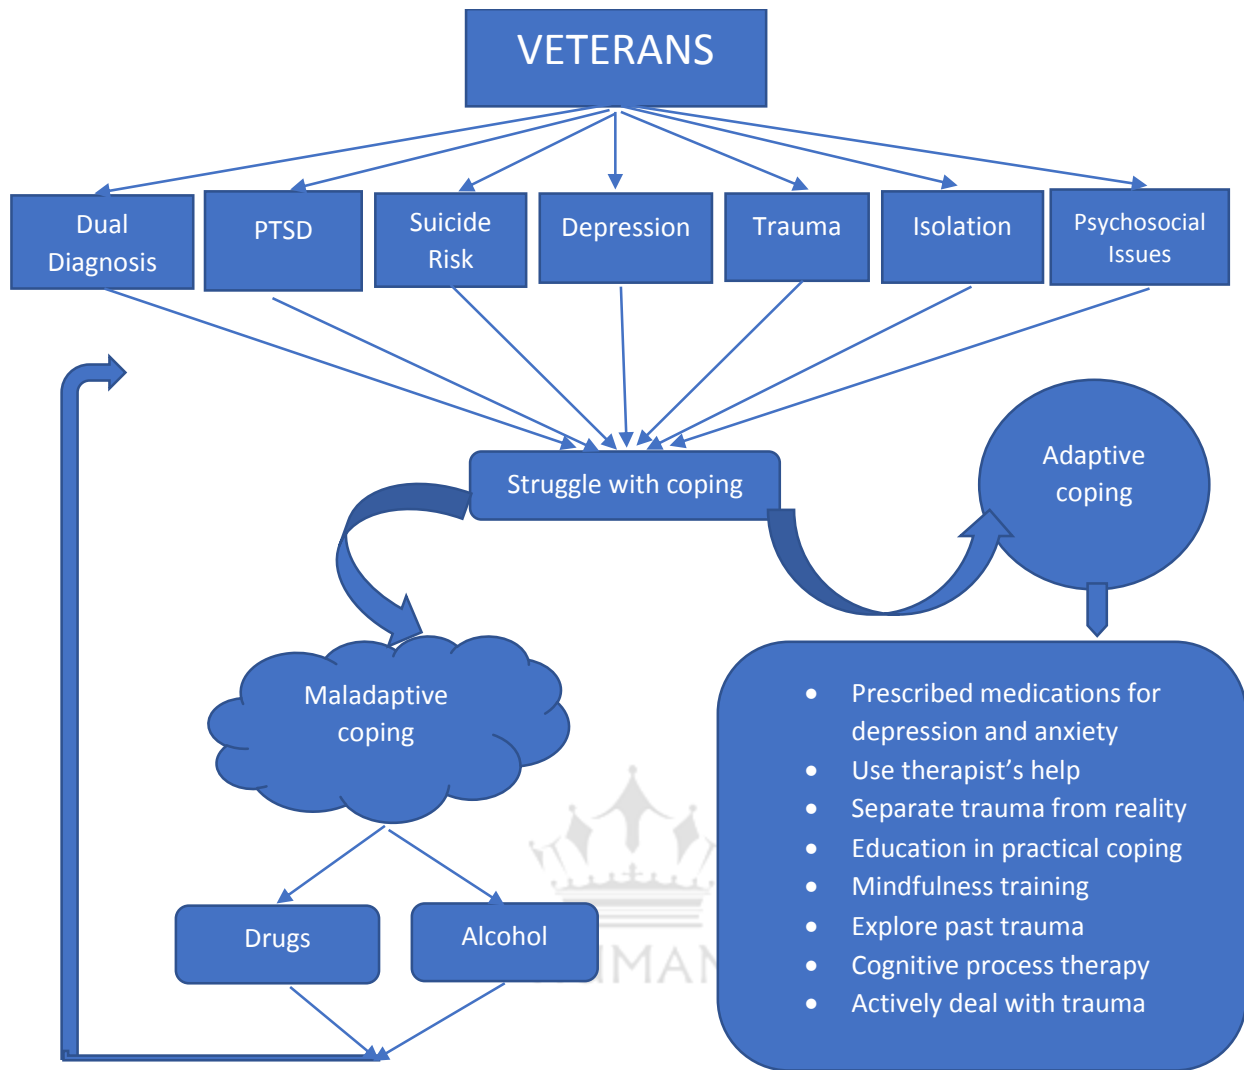 VETERANS
Dual
Diagnosis
PTSD
Suicide
Risk
Depression
Trauma
Isolation
Psychosocial
Issues
Struggle with coping
Adaptive
coping
Maladaptive
coping
Drugs
Alcohol
• Prescribed medications for
depression and anxiety
• Use therapist’s help
• Separate trauma from reality
• Education in practical coping
• Mindfulness training
• Explore past trauma
• Cognitive process therapy
• Actively deal with trauma